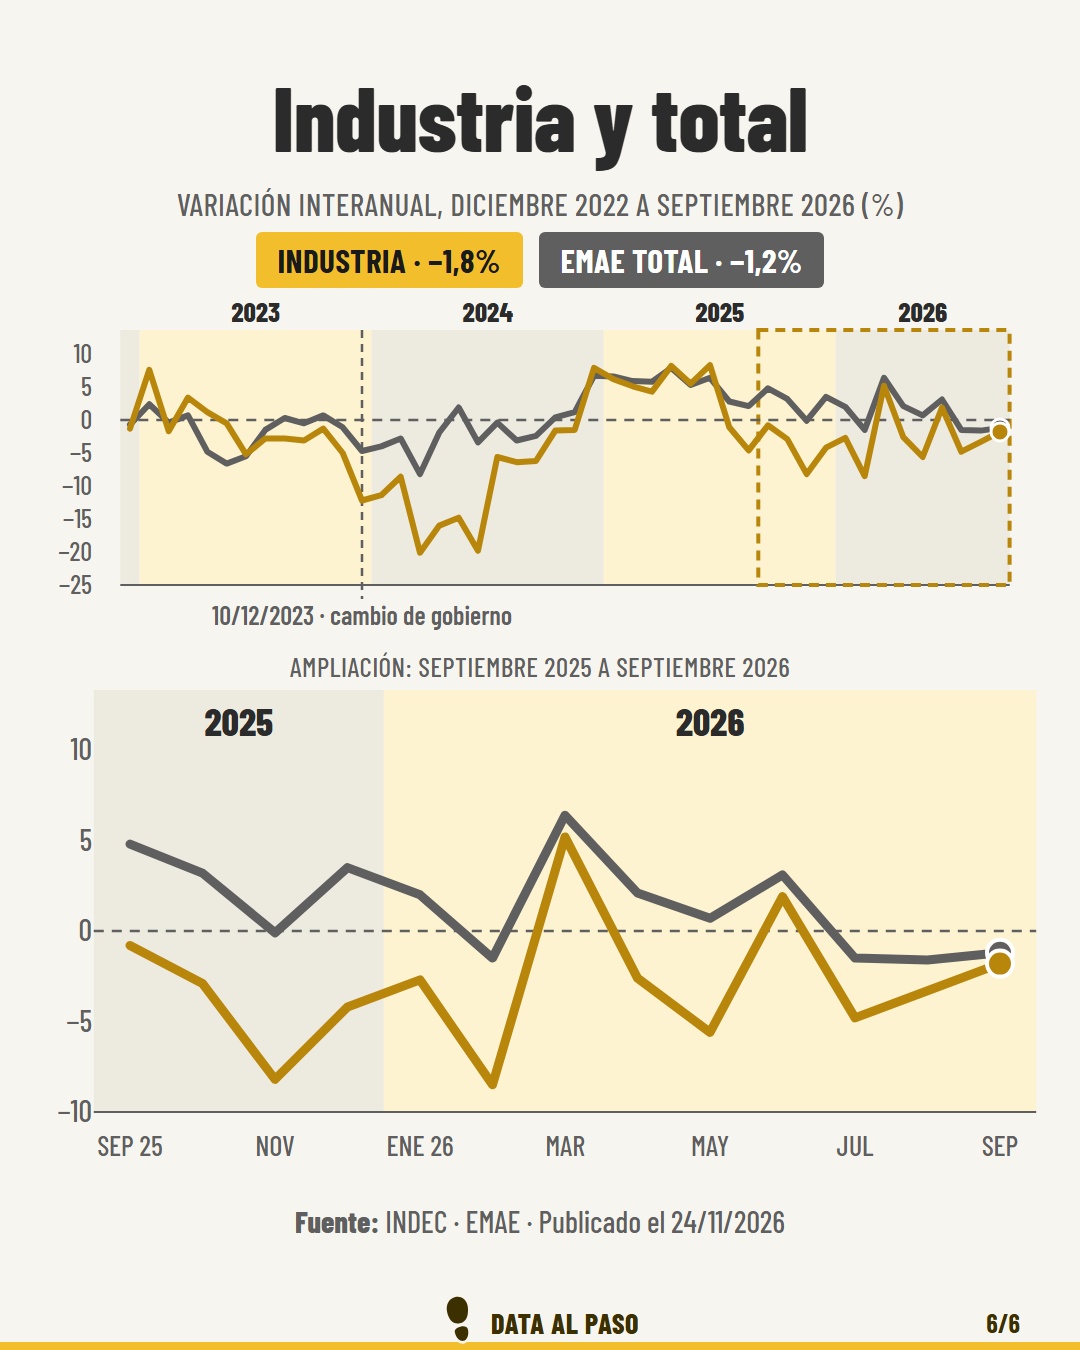 Industria y total
VARIACIÓN INTERANUAL, DICIEMBRE 2022 A SEPTIEMBRE 2026 (%)
INDUSTRIA · −1,8% EMAE TOTAL · −1,2%
2023 2024 2025 2026
10
5
0
−5
−10
−15
−20
−25
10/12/2023 · cambio de gobierno
AMPLIACIÓN: SEPTIEMBRE 2025 A SEPTIEMBRE 2026
2025 2026
10
5
0
−5
−10
SEP 25 NOV ENE 26 MAR MAY JUL SEP
Fuente: INDEC · EMAE · Publicado el 24/11/2026
DATA AL PASO 6/6